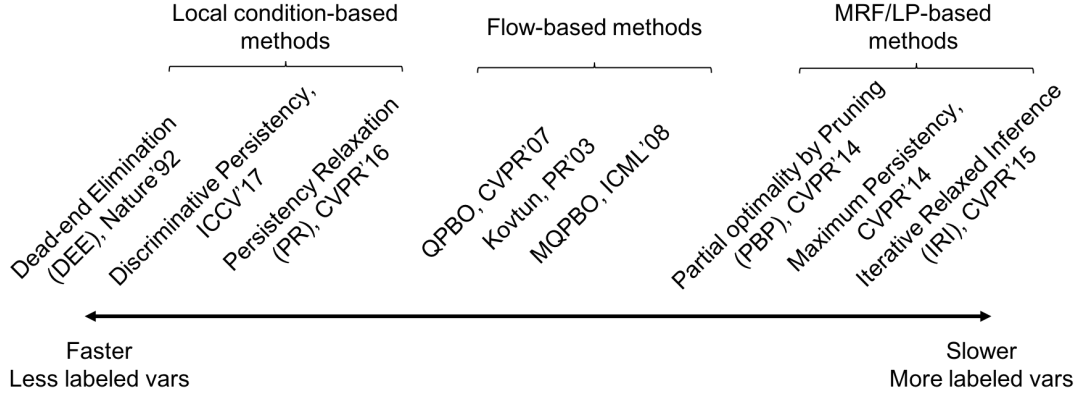 Local condition-based
methods
Flow-based methods
MRF/LP-based
methods
Dead-end Elimination
(DEE), Nature'92
Discriminative Persistency,
ICCV'17
Persistency Relaxation
(PR), CVPR'16
QPBO, CVPR'07
Kovtun, PR'03
MQPBO, ICML'08
Partial optimality by Pruning
(PBP), CVPR'14
Maximum Persistency,
CVPR'14
Iterative Relaxed Inference
(IRI), CVPR'15
Faster
Less labeled vars
Slower
More labeled vars